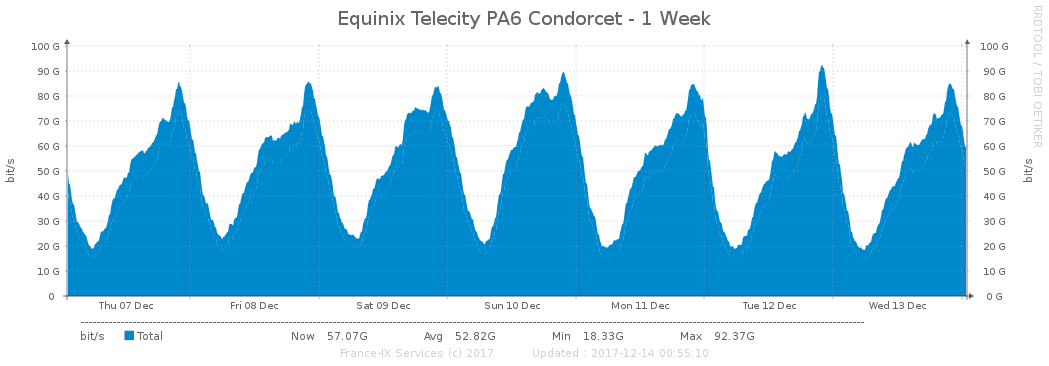 Equinix Telecity PA6 Condorcet - 1 Week
RRDTOOL / TOBI OETIKER
100 G 100 G
90 G 90 G
80 G 80 G
70 G 70 G
60 G 60 G
50 G 50 G
40 G 40 G
30 G 30 G
20 G 20 G
10 G 10 G
0 0 G
bit/s bit/s
Thu 07 Dec Fri 08 Dec Sat 09 Dec Sun 10 Dec Mon 11 Dec Tue 12 Dec Wed 13 Dec
bit/s Total Now 57.07G Avg 52.82G Min 18.33G Max 92.37G
France-IX Services (c) 2017 Updated : 2017-12-14 00:55:10